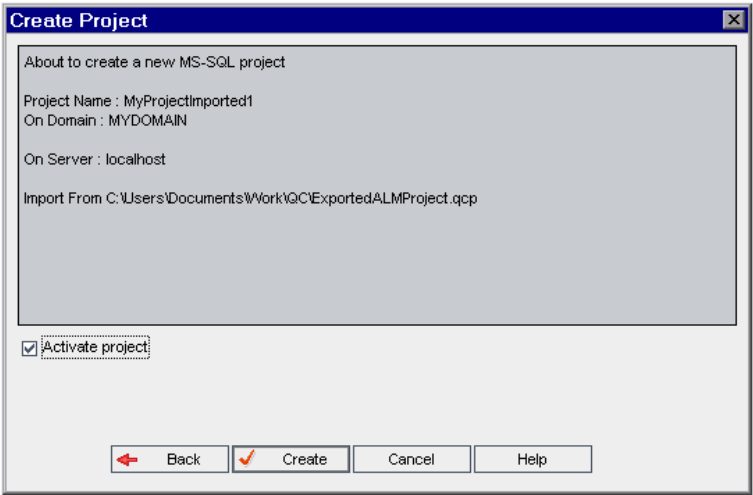 Create Project
About to create a new MS-SQL project
Project Name : MyProjectImported1
On Domain : MYDOMAIN
On Server : localhost
Import From C:\Users\Documents\Work\QC\ExportedALMProject.qcp
Activate project
Back
Create
Cancel
Help